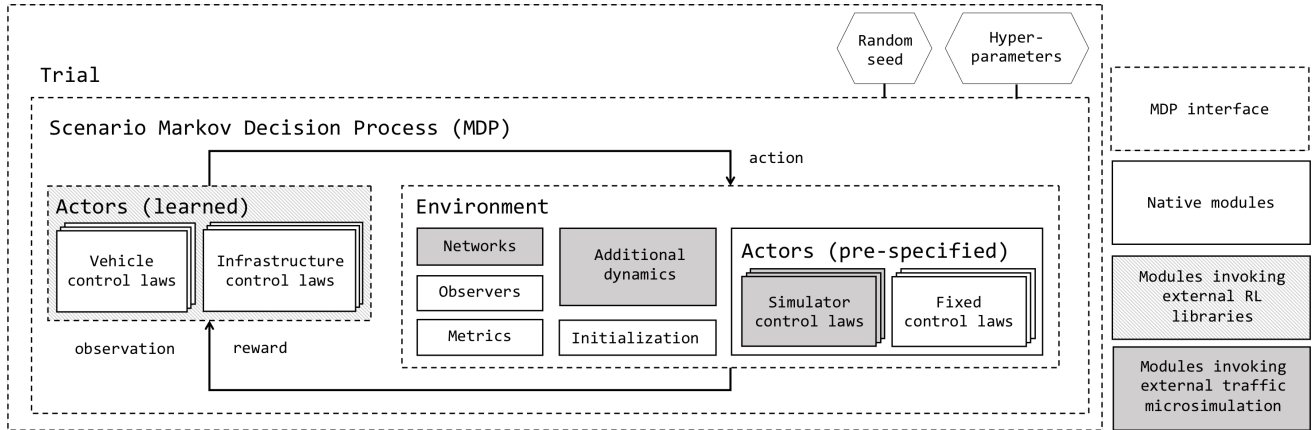 Random
seed
Hyper-
parameters
Trial
Scenario Markov Decision Process (MDP)
action
Actors (learned)
Vehicle
control laws
Infrastructure
control laws
observation
reward
Environment
Networks
Observers
Metrics
Additional
dynamics
Initialization
Actors (pre-specified)
Simulator
control laws
Fixed
control laws
MDP interface
Native modules
Modules invoking
external RL
libraries
Modules invoking
external traffic
microsimulation